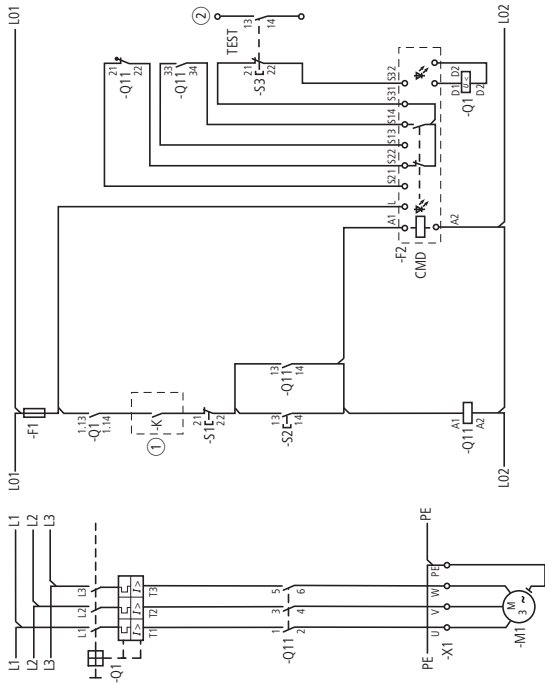 L01 L01
L02 L02
-F1
1.13 1.14 -Q1
① -K
21 22 -S1
13 14 -S2
13 14 -Q11
A1 A2 -Q11
21 22 -Q11
33 34 -Q11
21 22 -S3
TEST 13 14 ②
A1 L S21 S22 S13 S14 S31 S32
-F2
CMD
A2
D1 D2 U < -Q1
D2
L1 L1
L2 L2
L3 L3
L1 L2 L3
-Q1
I> I> I>
T1 T2 T3
1 3 5
-Q11
2 4 6
PE PE
U V W PE
-X1
M 3 ~
-M1